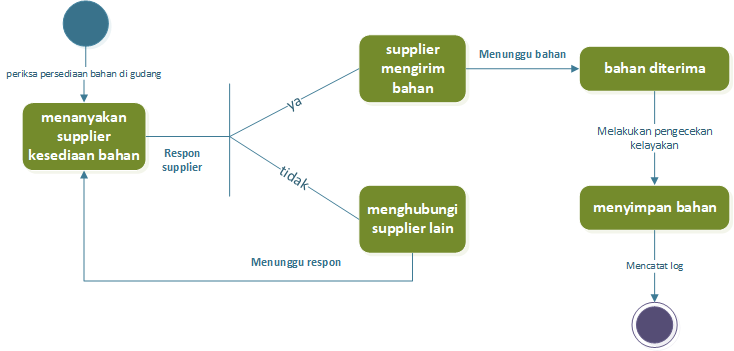 periksa persediaan bahan di gudang
menanyakan
supplier
kesediaan bahan
Respon
supplier
ya
tidak
supplier
mengirim
bahan
Menunggu bahan
bahan diterima
Melakukan pengecekan
kelayakan
menghubungi
supplier lain
Menunggu respon
menyimpan bahan
Mencatat log